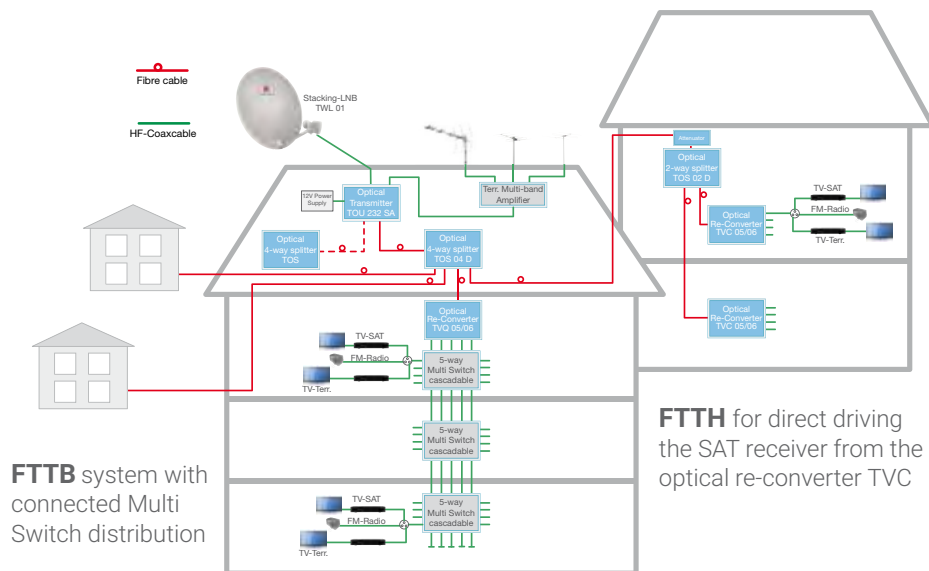 Fibre cable
HF-Coaxcable
Stacking-LNB
TWL 01
12V Power
Supply
Optical
Transmitter
TOU 232 SA
Terr. Multi-band
Amplifier
Optical
4-way splitter
TOS
Optical
4-way splitter
TOS 04 D
Attenuator
Optical
2-way splitter
TOS 02 D
Optical
Re-Converter
TVC 05/06
TV-SAT
FM-Radio
TV-Terr.
Optical
Re-Converter
TVC 05/06
Optical
Re-Converter
TVQ 05/06
TV-SAT
FM-Radio
TV-Terr.
5-way
Multi Switch
cascadable
5-way
Multi Switch
cascadable
TV-SAT
FM-Radio
TV-Terr.
5-way
Multi Switch
cascadable
FTTB system with
connected Multi
Switch distribution
FTTH for direct driving
the SAT receiver from the
optical re-converter TVC